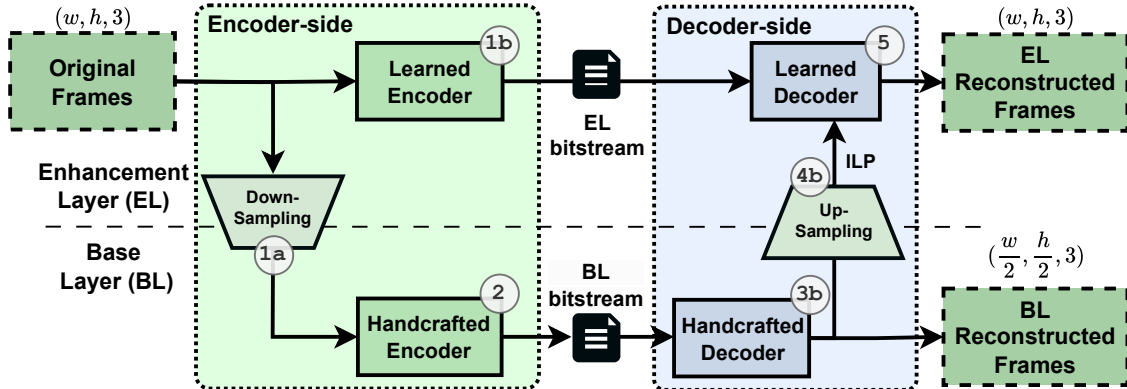 (w, h, 3)
Original
Frames
Encoder-side
1b
Learned
Encoder
EL
bitstream
Decoder-side
5
Learned
Decoder
(w, h, 3)
EL
Reconstructed
Frames
Enhancement
Layer (EL)
Down-
Sampling
1a
ILP
4b
Up-
Sampling
Base
Layer (BL)
2
Handcrafted
Encoder
BL
bitstream
3b
Handcrafted
Decoder
(w/2, h/2, 3)
BL
Reconstructed
Frames